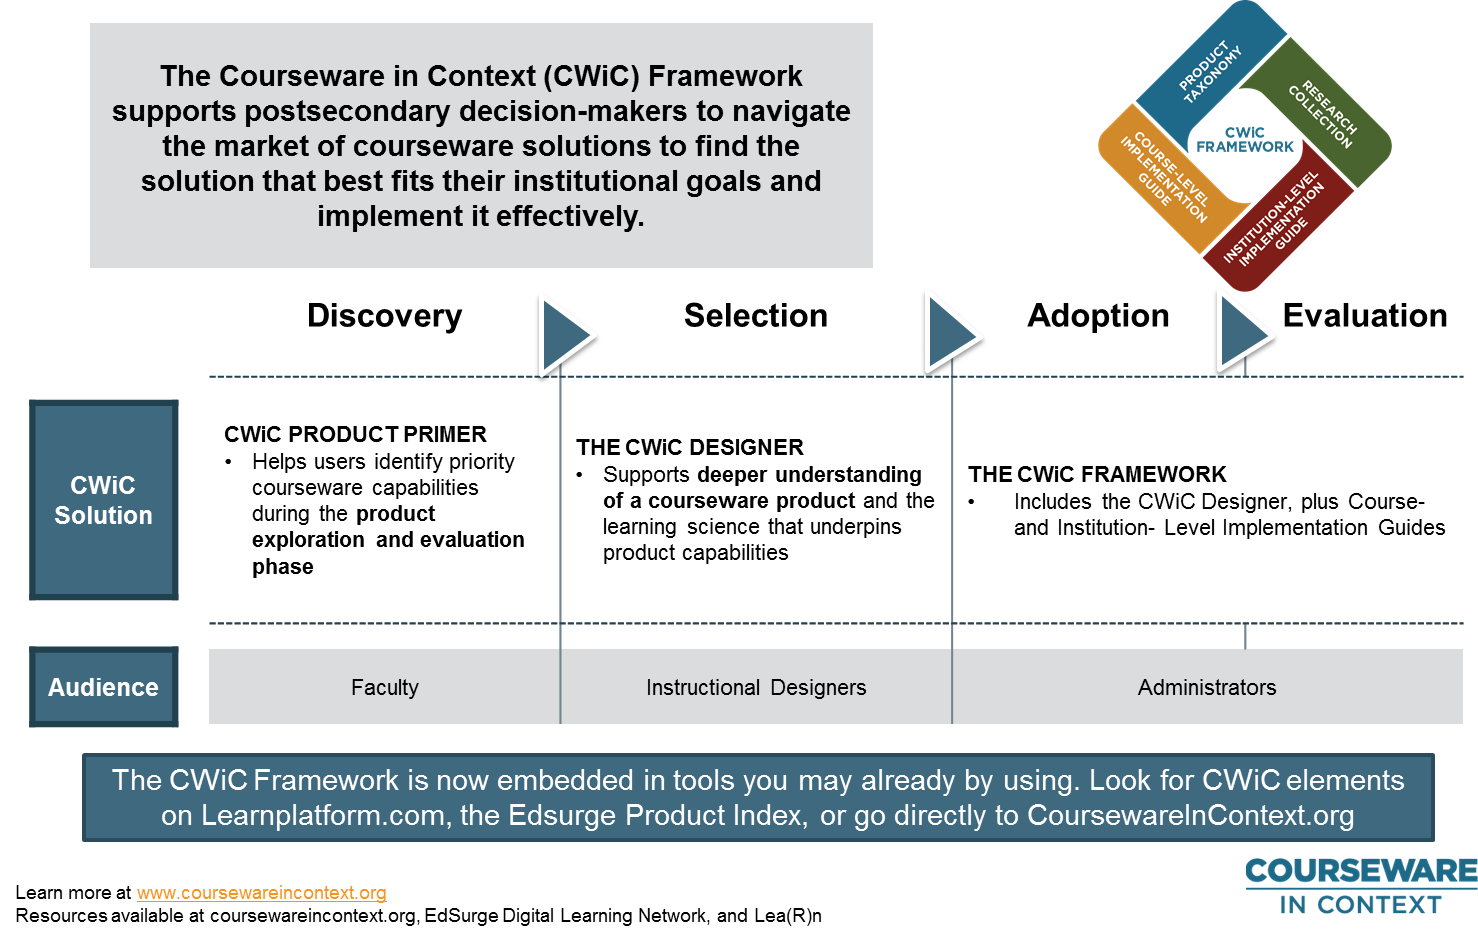 The Courseware in Context (CWiC) Framework
supports postsecondary decision-makers to navigate
the market of courseware solutions to find the
solution that best fits their institutional goals and
implement it effectively.
PRODUCT
TAXONOMY
RESEARCH
COLLECTION
CWiC
FRAMEWORK
COURSE-LEVEL
IMPLEMENTATION
GUIDE
INSTITUTION-LEVEL
IMPLEMENTATION
GUIDE
Discovery
Selection
Adoption
Evaluation
CWiC
Solution
CWiC PRODUCT PRIMER
• Helps users identify priority
courseware capabilities
during the product
exploration and evaluation
phase
THE CWiC DESIGNER
• Supports deeper understanding
of a courseware product and the
learning science that underpins
product capabilities
THE CWiC FRAMEWORK
• Includes the CWiC Designer, plus Course-
and Institution- Level Implementation Guides
Audience
Faculty
Instructional Designers
Administrators
The CWiC Framework is now embedded in tools you may already by using. Look for CWiC elements
on Learnplatform.com, the Edsurge Product Index, or go directly to CoursewareInContext.org
Learn more at www.coursewareincontext.org
Resources available at coursewareincontext.org, EdSurge Digital Learning Network, and Lea(R)n
COURSEWARE
IN CONTEXT